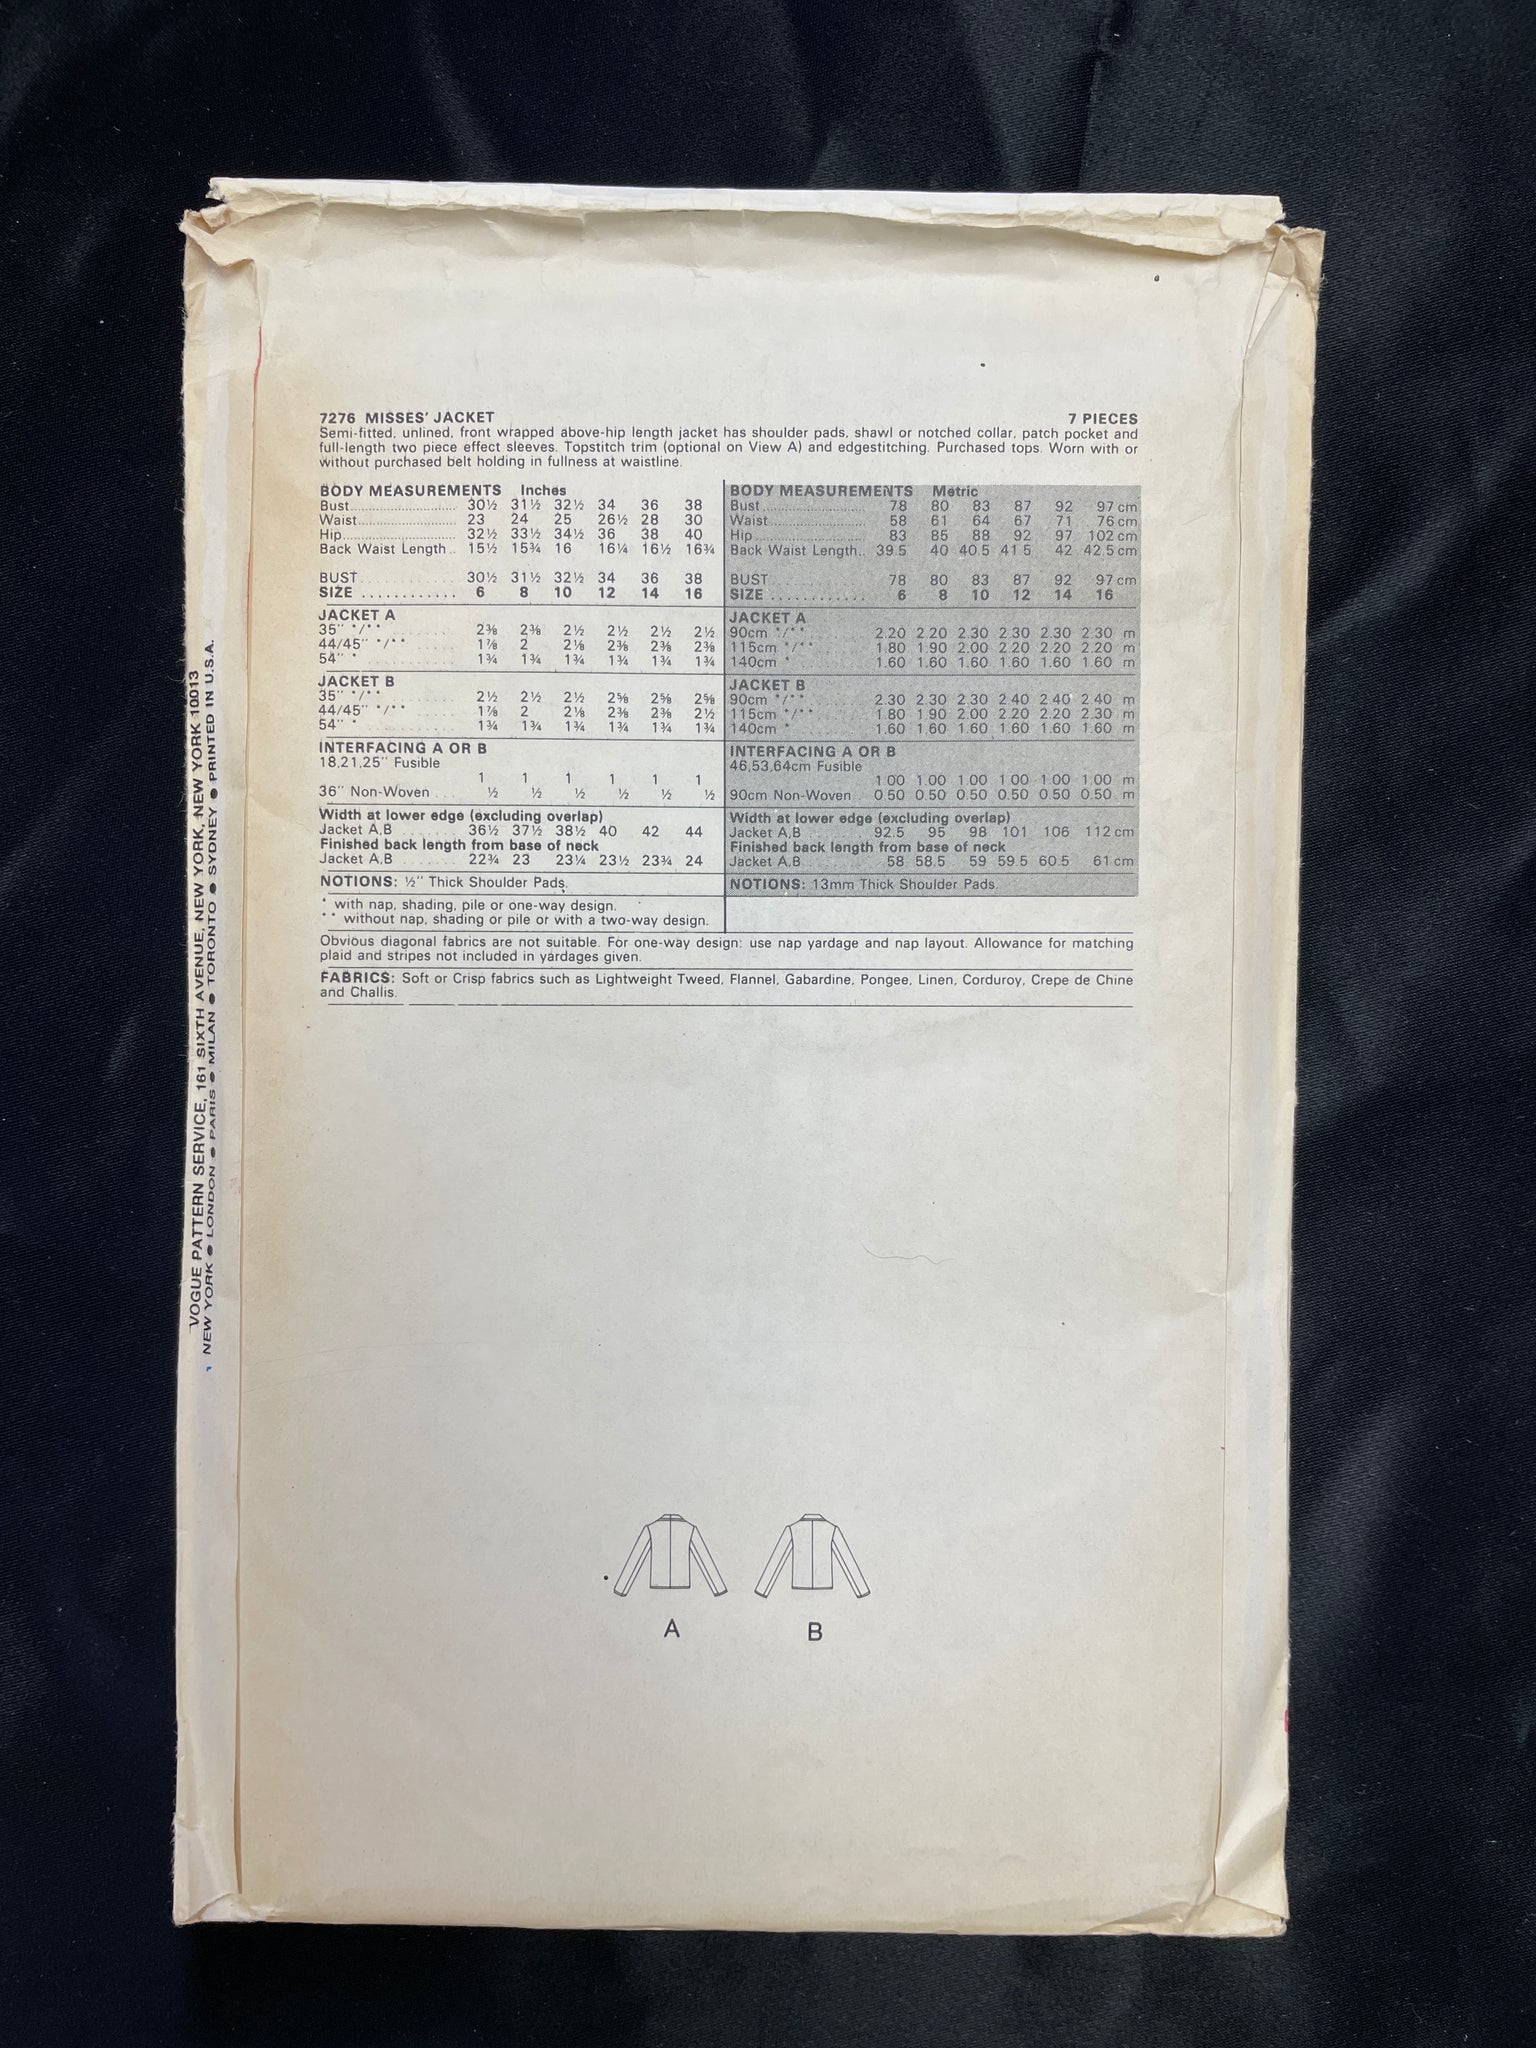 7276 MISSES' JACKET 7 PIECES
Semi-fitted, unlined, front wrapped above-hip length jacket has shoulder pads, shawl or notched collar, patch pocket and
full-length two piece effect sleeves. Topstitch trim (optional on View A) and edgestitching. Purchased tops. Worn with or
without purchased belt holding in fullness at waistline.
BODY MEASUREMENTS Inches
Bust 30½ 31½ 32½ 34 36 38
Waist 23 24 25 26½ 28 30
Hip 32½ 33½ 34½ 36 38 40
Back Waist Length 15½ 15¾ 16 16¼ 16½ 16¾
BUST 30½ 31½ 32½ 34 36 38
SIZE 6 8 10 12 14 16
JACKET A
35" */** 2⅜ 2⅜ 2½ 2½ 2½ 2½
44/45" */** 1⅞ 2 2⅛ 2⅜ 2⅜ 2⅜
54" * 1¾ 1¾ 1¾ 1¾ 1¾ 1¾
JACKET B
35" */** 2½ 2½ 2½ 2⅝ 2⅝ 2⅝
44/45" */** 1⅞ 2 2⅛ 2⅜ 2⅜ 2½
54" * 1¾ 1¾ 1¾ 1¾ 1¾ 1¾
INTERFACING A OR B
18,21,25" Fusible
1 1 1 1 1 1
36" Non-Woven ½ ½ ½ ½ ½ ½
Width at lower edge (excluding overlap)
Jacket A,B 36½ 37½ 38½ 40 42 44
Finished back length from base of neck
Jacket A,B 22¾ 23 23¼ 23½ 23¾ 24
NOTIONS: ½" Thick Shoulder Pads.
* with nap, shading, pile or one-way design.
** without nap, shading or pile or with a two-way design.
BODY MEASUREMENTS Metric
Bust 78 80 83 87 92 97 cm
Waist 58 61 64 67 71 76 cm
Hip 83 85 88 92 97 102 cm
Back Waist Length 39.5 40 40.5 41.5 42 42.5 cm
BUST 78 80 83 87 92 97 cm
SIZE 6 8 10 12 14 16
JACKET A
90cm */** 2.20 2.20 2.30 2.30 2.30 2.30 m
115cm */** 1.80 1.90 2.00 2.20 2.20 2.20 m
140cm * 1.60 1.60 1.60 1.60 1.60 1.60 m
JACKET B
90cm */** 2.30 2.30 2.30 2.40 2.40 2.40 m
115cm */** 1.80 1.90 2.00 2.20 2.20 2.30 m
140cm * 1.60 1.60 1.60 1.60 1.60 1.60 m
INTERFACING A OR B
46,53,64cm Fusible
1.00 1.00 1.00 1.00 1.00 1.00 m
90cm Non-Woven 0.50 0.50 0.50 0.50 0.50 0.50 m
Width at lower edge (excluding overlap)
Jacket A,B 92.5 95 98 101 106 112 cm
Finished back length from base of neck
Jacket A,B 58 58.5 59 59.5 60.5 61 cm
NOTIONS: 13mm Thick Shoulder Pads.
Obvious diagonal fabrics are not suitable. For one-way design: use nap yardage and nap layout. Allowance for matching
plaid and stripes not included in yardages given.
FABRICS: Soft or Crisp fabrics such as Lightweight Tweed, Flannel, Gabardine, Pongee, Linen, Corduroy, Crepe de Chine
and Challis.
A B
VOGUE PATTERN SERVICE, 161 SIXTH AVENUE, NEW YORK, NEW YORK 10013
NEW YORK ● LONDON ● PARIS ● MILAN ● TORONTO ● SYDNEY ● PRINTED IN U.S.A.